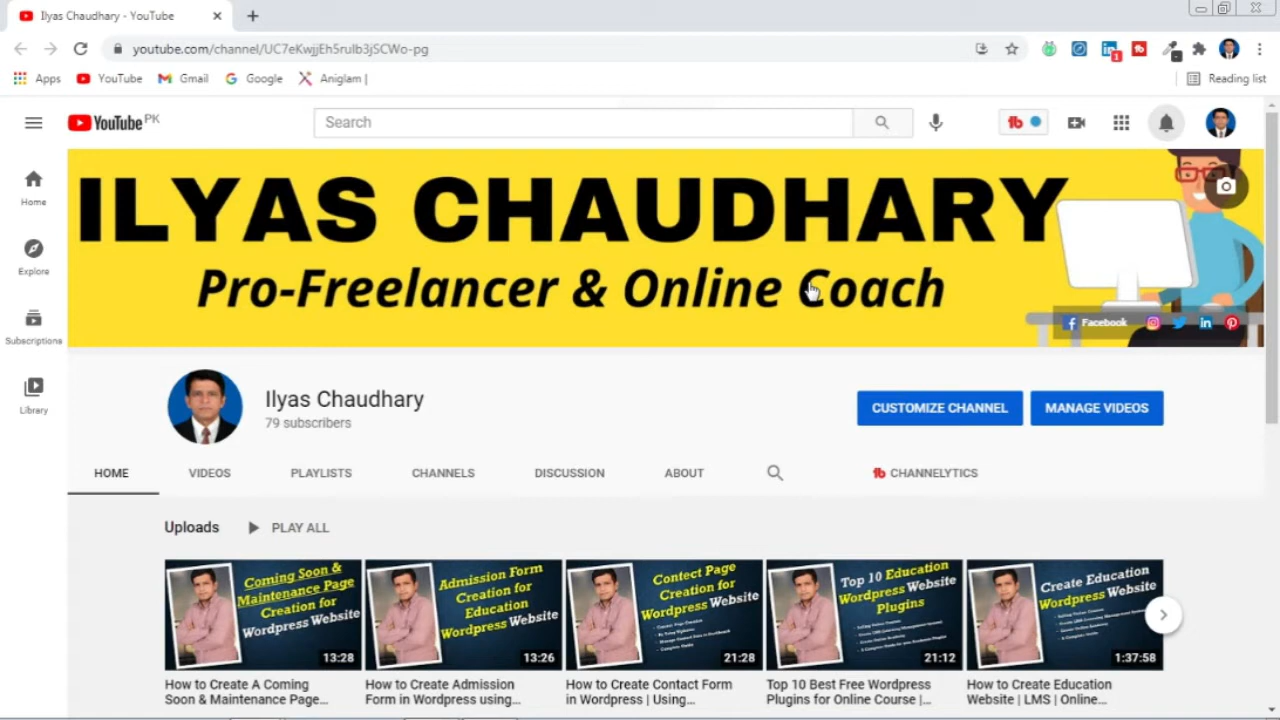 Ilyas Chaudhary - YouTube
youtube.com/channel/UC7eKwjjEh5rulb3jSCWo-pg
1
Apps YouTube Gmail Google Aniglam |
Reading list
YouTube PK
Search
Home
Explore
Subscriptions
Library
ILYAS CHAUDHARY
Pro-Freelancer & Online Coach
Facebook
Ilyas Chaudhary
79 subscribers
CUSTOMIZE CHANNEL
MANAGE VIDEOS
HOME VIDEOS PLAYLISTS CHANNELS DISCUSSION ABOUT CHANNELYTICS
Uploads PLAY ALL
Coming Soon &
Maintenance Page
Creation for
Wordpress Website
13:28
Admission Form
Creation for
Education
Wordpress Website
13:26
Contect Page
Creation for
Wordpress Website
21:28
Top 10 Education
Wordpress Website
Plugins
21:12
Create Education
Wordpress Website
1:37:58
How to Create A Coming
Soon & Maintenance Page...
How to Create Admission
Form in Wordpress using...
How to Create Contact Form
in Wordpress | Using...
Top 10 Best Free Wordpress
Plugins for Online Course |...
How to Create Education
Website | LMS | Online...